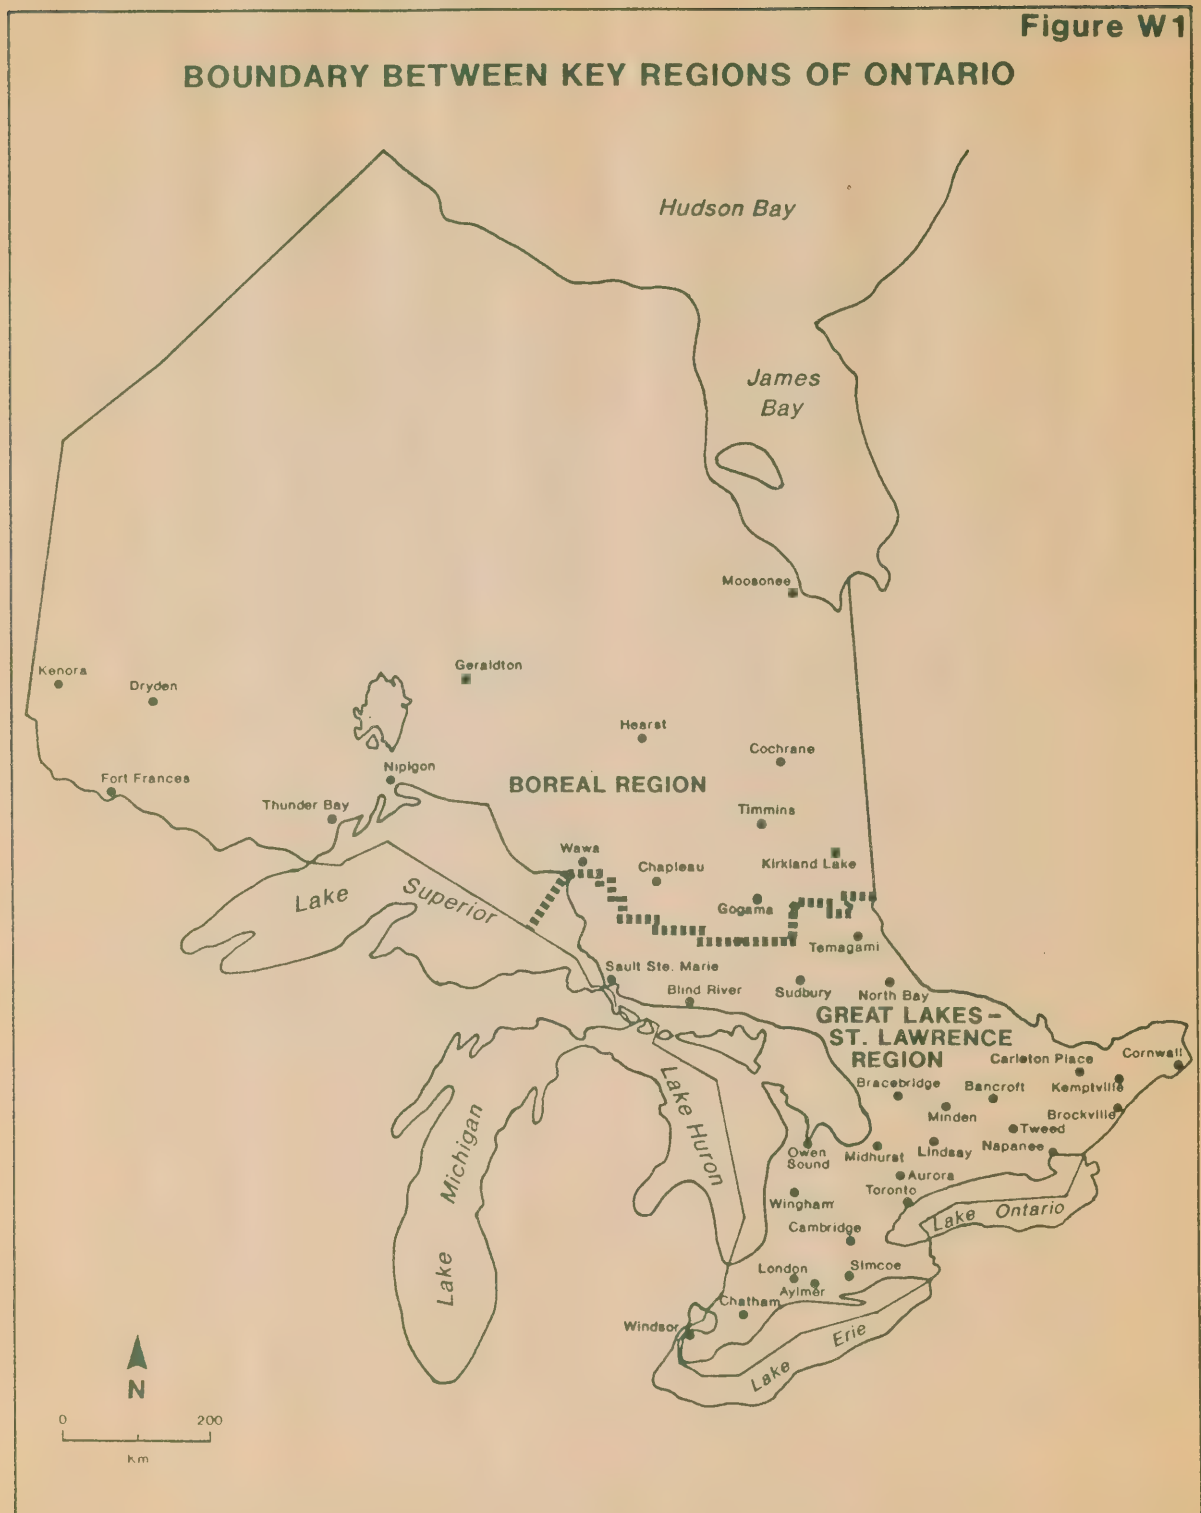 Figure W1
BOUNDARY BETWEEN KEY REGIONS OF ONTARIO
Hudson Bay
James
Bay
Moosonee
Kenora
Dryden
Geraldton
Hearst
Cochrane
Fort Frances
Nipigon
BOREAL REGION
Thunder Bay
Timmins
Wawa
Chapleau
Kirkland Lake
Lake Superior
Gogama
Temagami
Sault Ste. Marie
Blind River
Sudbury
North Bay
GREAT LAKES-
ST. LAWRENCE
REGION
Carleton Place
Cornwall
Bracebridge
Bancroft
Kemptville
Minden
Brockville
Tweed
Lake Huron
Lake Michigan
Owen
Sound
Midhurst
Lindsay
Napanee
Aurora
Toronto
Wingham
Lake Ontario
Cambridge
London
Simcoe
Aylmer
Chatham
Windsor
Lake Erie
N
0 200
Km